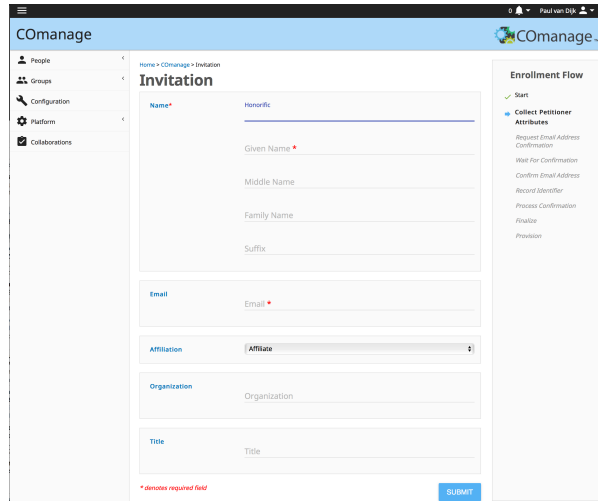 0 Paul van Dijk
COmanage
COmanage
People
Groups
Configuration
Platform
Collaborations
Home > COmanage > Invitation
Invitation
Name*
Honorific
Given Name *
Middle Name
Family Name
Suffix
Email
Email *
Affiliation
Affiliate
Organization
Organization
Title
Title
* denotes required field
SUBMIT
Enrollment Flow
Start
Collect Petitioner
Attributes
Request Email Address
Confirmation
Wait For Confirmation
Confirm Email Address
Record Identifier
Process Confirmation
Finalize
Provision